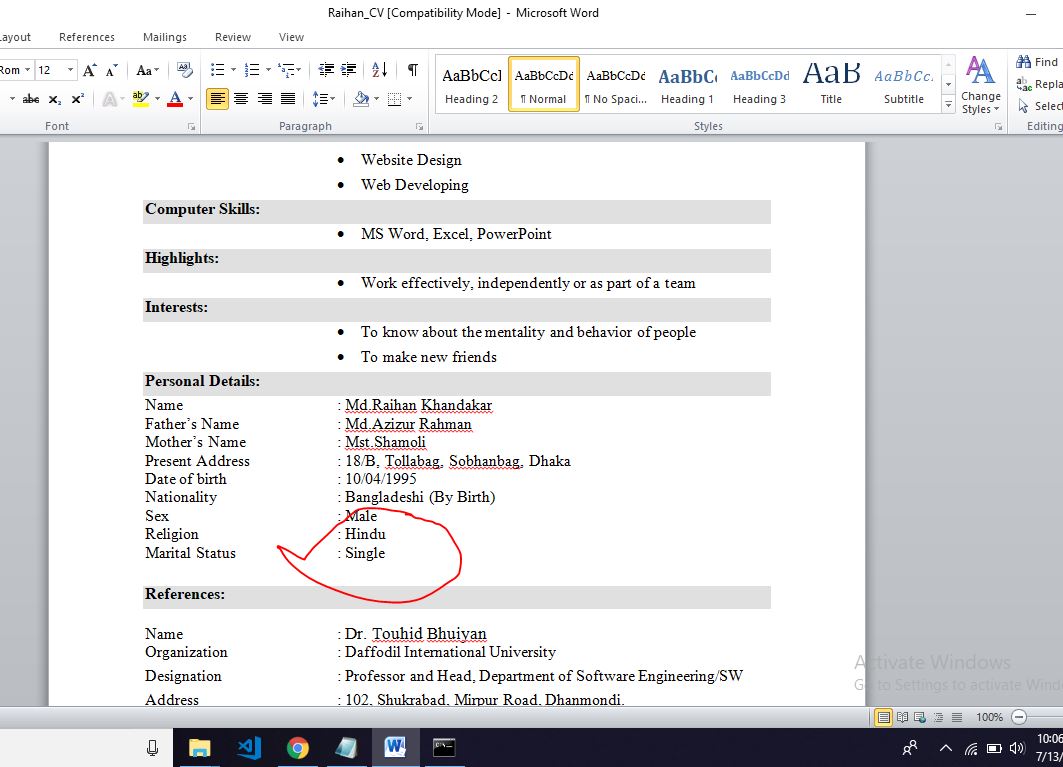 Raihan_CV [Compatibility Mode] - Microsoft Word
ayout References Mailings Review View
Rom 12 A A Aa
abc x₂ x² A ab A
AaBbCcI AaBbCcDd AaBbCcDd AaBbCc AaBbCcDd AaB AaBbCc.
Heading 2 ¶ Normal ¶ No Spaci... Heading 1 Heading 3 Title Subtitle
Change Styles
Find
Repla
Select
Font Paragraph Styles Editing
• Website Design
• Web Developing
Computer Skills:
• MS Word, Excel, PowerPoint
Highlights:
• Work effectively, independently or as part of a team
Interests:
• To know about the mentality and behavior of people
• To make new friends
Personal Details:
Name : Md.Raihan Khandakar
Father’s Name : Md.Azizur Rahman
Mother’s Name : Mst.Shamoli
Present Address : 18/B, Tollabag, Sobhanbag, Dhaka
Date of birth : 10/04/1995
Nationality : Bangladeshi (By Birth)
Sex : Male
Religion : Hindu
Marital Status : Single
References:
Name : Dr. Touhid Bhuiyan
Organization : Daffodil International University
Designation : Professor and Head, Department of Software Engineering/SW
Address : 102, Shukrabad, Mirpur Road, Dhanmondi.
Activate Windows
Go to Settings to activate Wind
100%
10:06
7/13/